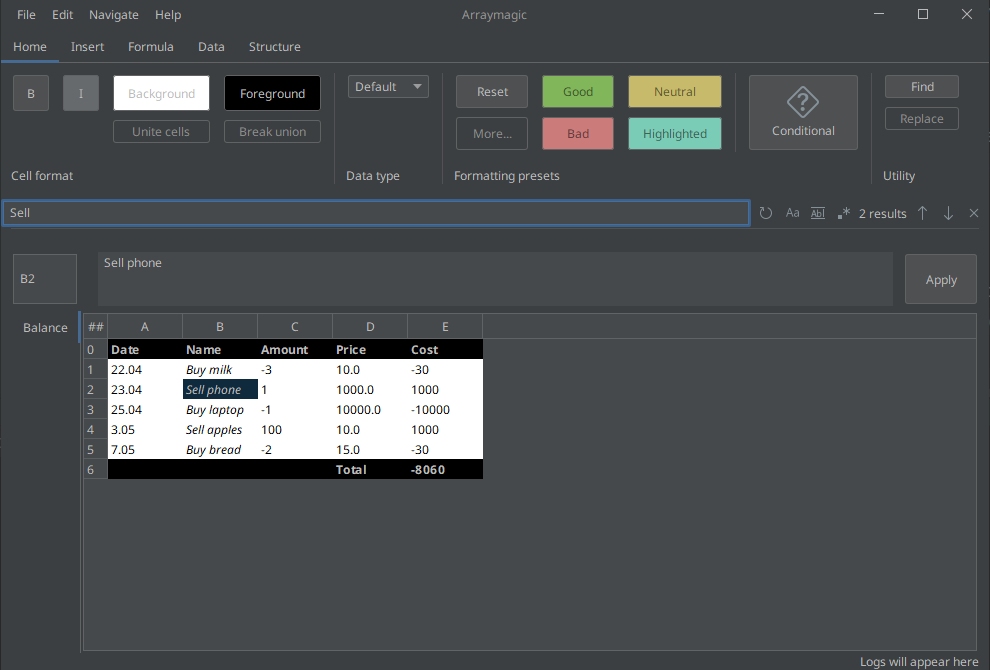 File Edit Navigate Help Arraymagic
Home Insert Formula Data Structure
B I Background Foreground Default Reset Good Neutral Conditional Find
Unite cells Break union More... Bad Highlighted Replace
Cell format Data type Formatting presets Utility
Sell Aa Ab| .* 2 results
B2 Sell phone Apply
Balance ## A B C D E
0 Date Name Amount Price Cost
1 22.04 Buy milk -3 10.0 -30
2 23.04 Sell phone 1 1000.0 1000
3 25.04 Buy laptop -1 10000.0 -10000
4 3.05 Sell apples 100 10.0 1000
5 7.05 Buy bread -2 15.0 -30
6 Total -8060
Logs will appear here